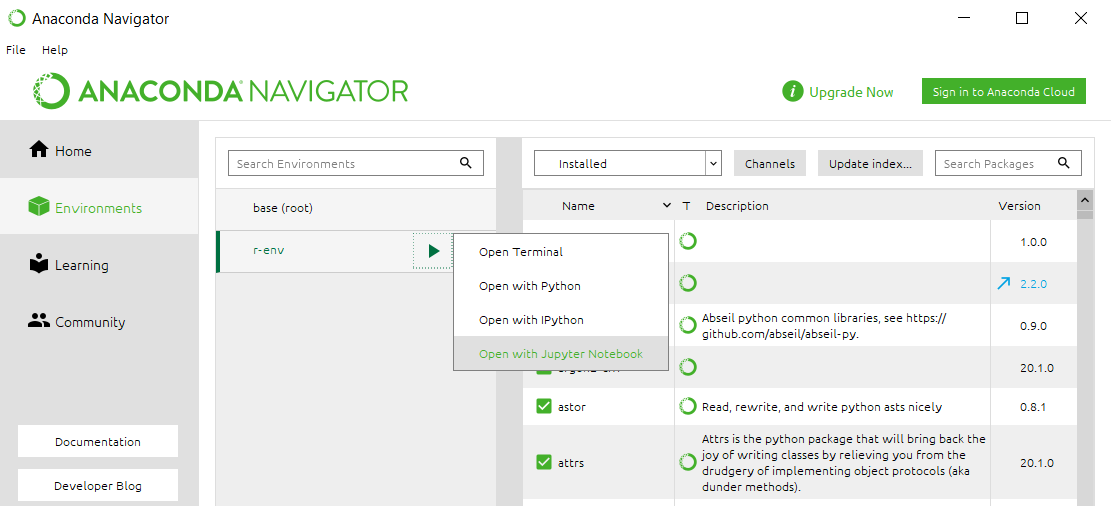 Anaconda Navigator
File Help
ANACONDA NAVIGATOR
Upgrade Now
Sign in to Anaconda Cloud
Home
Environments
Learning
Community
Documentation
Developer Blog
Search Environments
base (root)
r-env
Open Terminal
Open with Python
Open with IPython
Open with Jupyter Notebook
Installed
Channels
Update index...
Search Packages
Name T Description Version
1.0.0
2.2.0
Abseil python common libraries, see https://
github.com/abseil/abseil-py.
0.9.0
20.1.0
astor Read, rewrite, and write python asts nicely 0.8.1
attrs
Attrs is the python package that will bring back the
joy of writing classes by relieving you from the
drudgery of implementing object protocols (aka
dunder methods).
20.1.0